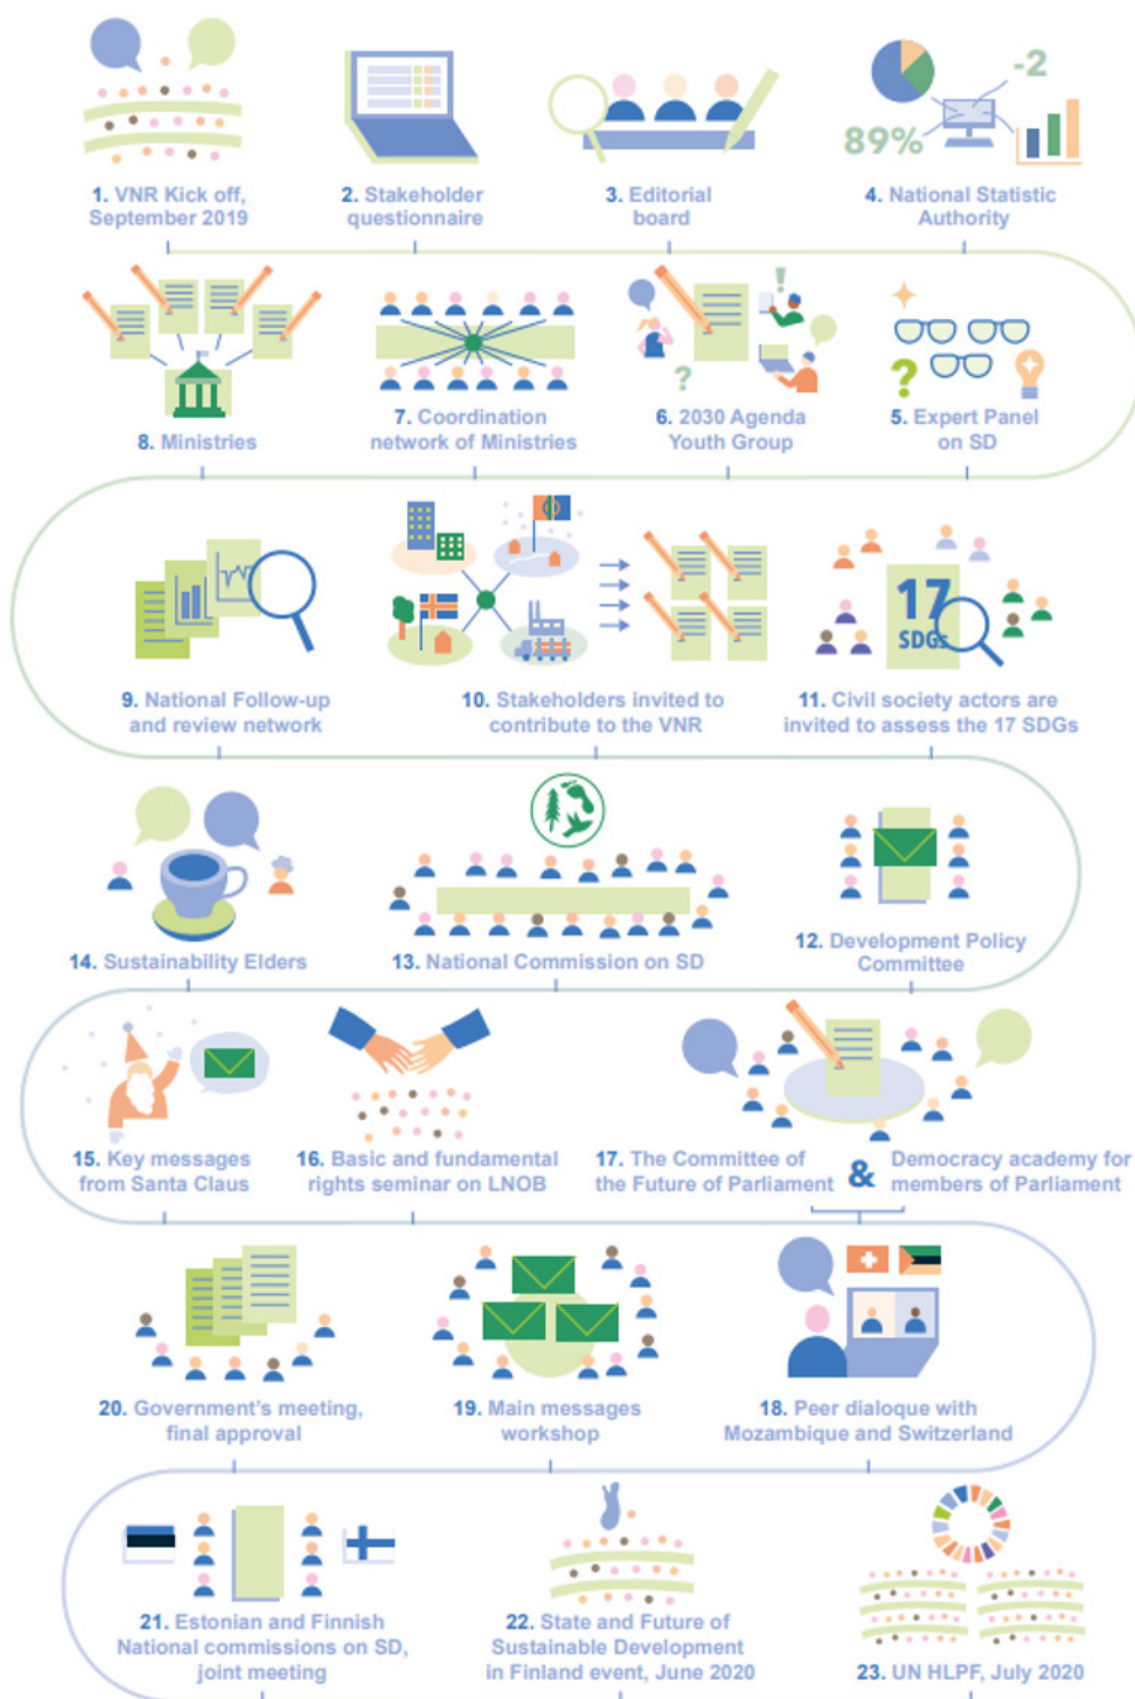 -2
89%
1. VNR Kick off,
September 2019
2. Stakeholder
questionnaire
3. Editorial
board
4. National Statistic
Authority
?
!
?
5. Expert Panel
on SD
6. 2030 Agenda
Youth Group
7. Coordination
network of Ministries
8. Ministries
17
SDGs
9. National Follow-up
and review network
10. Stakeholders invited to
contribute to the VNR
11. Civil society actors are
invited to assess the 17 SDGs
12. Development Policy
Committee
13. National Commission on SD
14. Sustainability Elders
15. Key messages
from Santa Claus
16. Basic and fundamental
rights seminar on LNOB
17. The Committee of
the Future of Parliament
&
Democracy academy for
members of Parliament
18. Peer dialoque with
Mozambique and Switzerland
19. Main messages
workshop
20. Government's meeting,
final approval
21. Estonian and Finnish
National commissions on SD,
joint meeting
22. State and Future of
Sustainable Development
in Finland event, June 2020
23. UN HLPF, July 2020